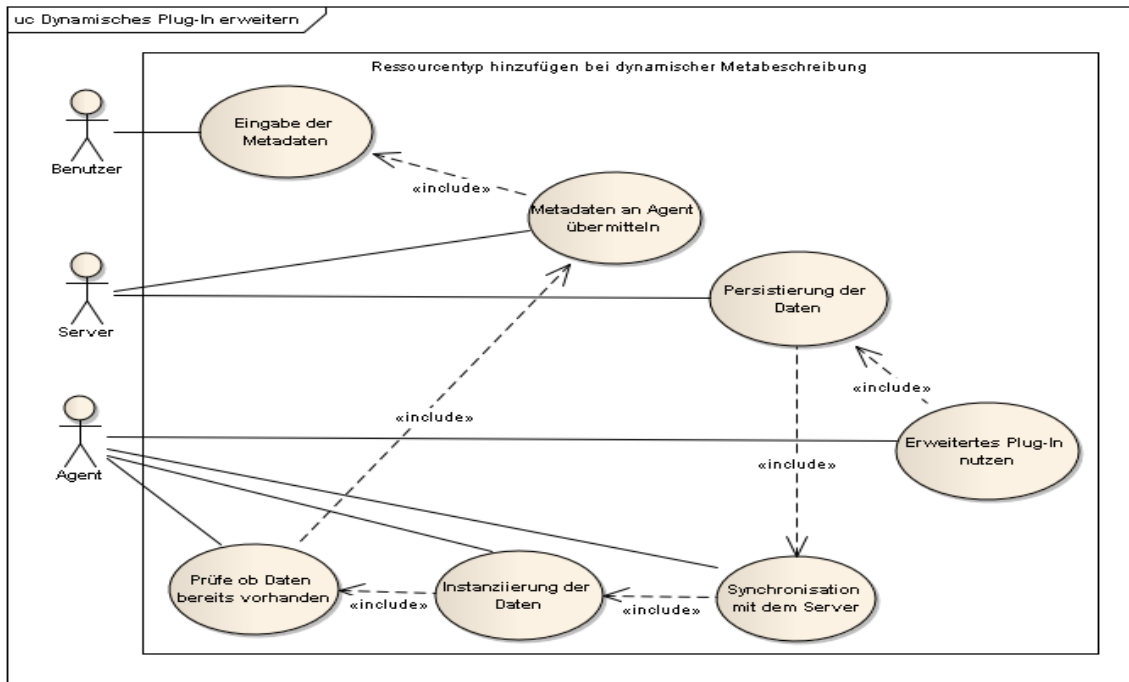 uc Dynamisches Plug-In erweitern
Ressourcentyp hinzufügen bei dynamischer Metabeschreibung
Benutzer
Eingabe der
Metadaten
«include»
Metadaten an Agent
übermitteln
Server
Persistierung der
Daten
«include»
«include»
Agent
Erweitertes Plug-In
nutzen
«include»
Prüfe ob Daten
bereits vorhanden
«include»
Instanziierung der
Daten
«include»
Synchronisation
mit dem Server